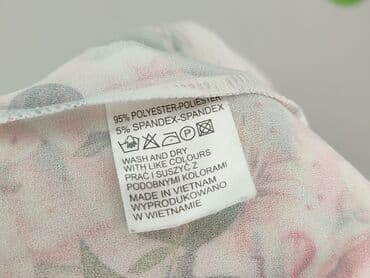 95% POLYESTER-POLIESTER
5% SPANDEX-SPANDEX
WASH AND DRY
WITH LIKE COLOURS
PRAĆ I SUSZYĆ Z
PODOBNYMI KOLORAMI
MADE IN VIETNAM
WYPRODUKOWANO
W WIETNAMIE